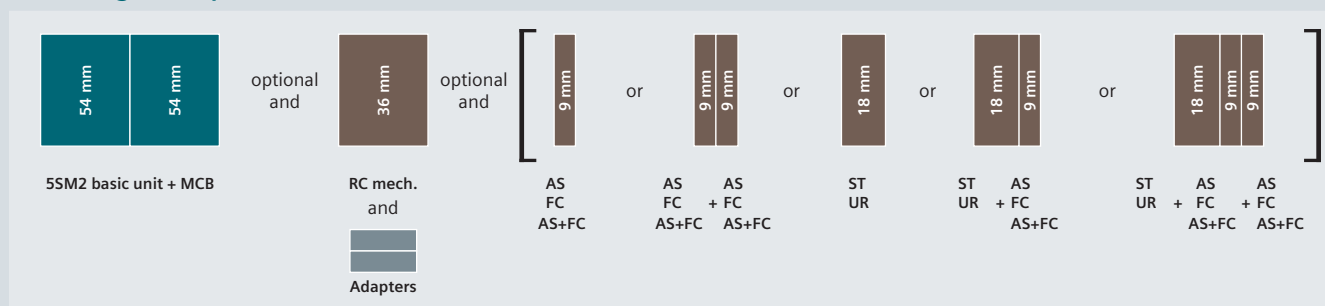 54 mm
54 mm
optional
and
36 mm
optional
and
9 mm
or
9 mm
9 mm
or
18 mm
or
18 mm
9 mm
or
18 mm
9 mm
9 mm
5SM2 basic unit + MCB
RC mech.
and
Adapters
AS
FC
AS+FC
AS AS
FC + FC
AS+FC AS+FC
ST
UR
ST AS
UR + FC
AS+FC
ST AS AS
UR + FC + FC
AS+FC AS+FC